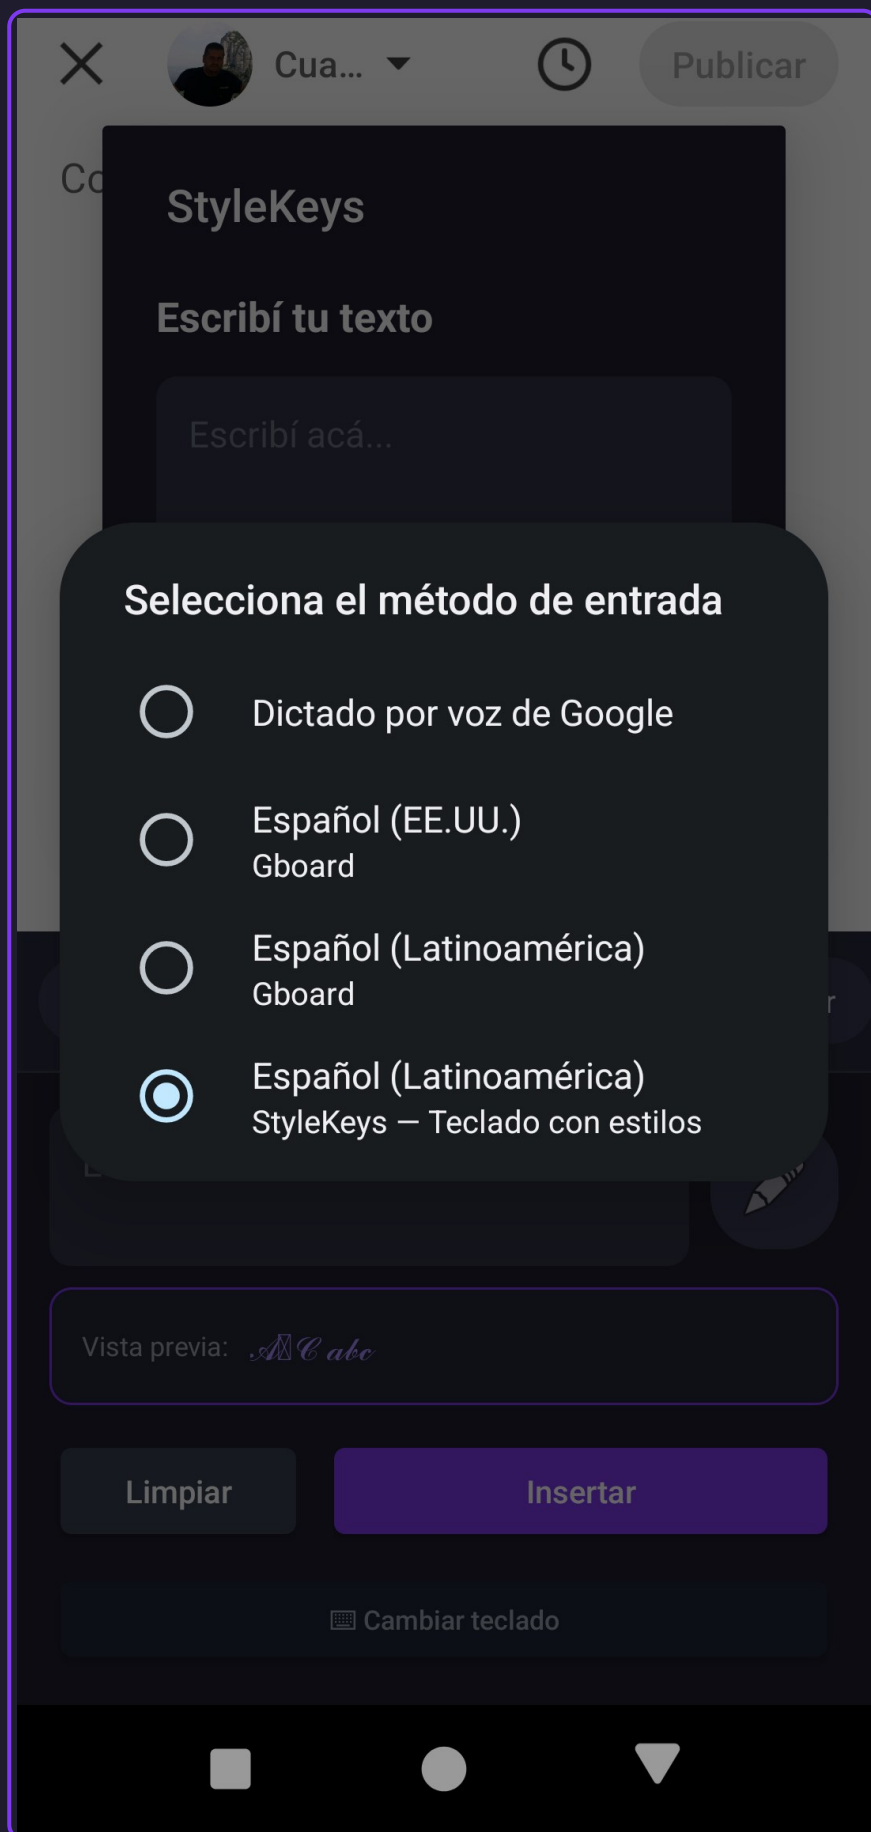 Cua...
Publicar
Co
StyleKeys
Escribí tu texto
Escribí acá...
Selecciona el método de entrada
Dictado por voz de Google
Español (EE.UU.)
Gboard
Español (Latinoamérica)
Gboard
r
Español (Latinoamérica)
StyleKeys — Teclado con estilos
Vista previa: 𝒜 𝒞 𝒶𝒷𝒸
Limpiar
Insertar
Cambiar teclado